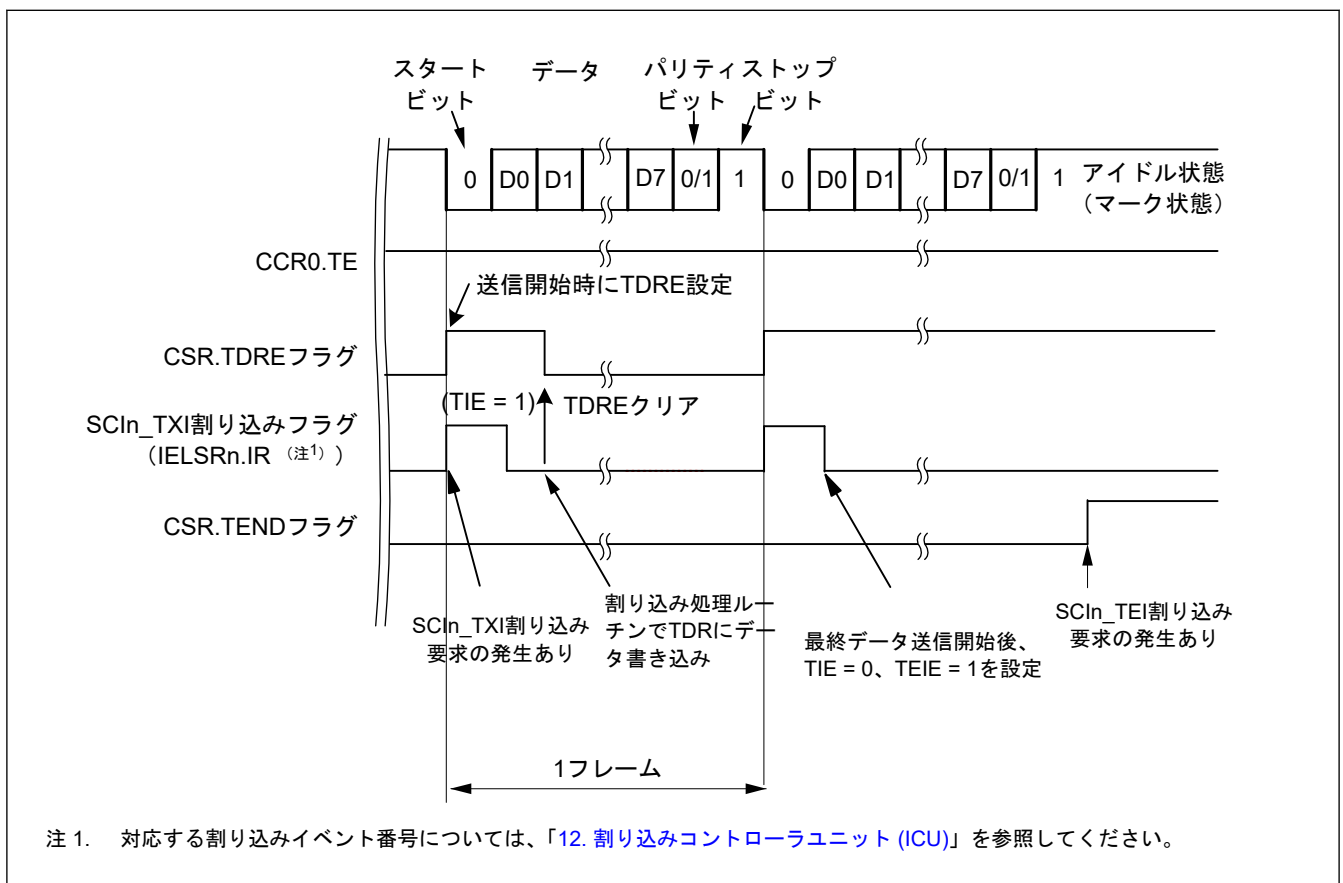 スタート
ビット
データ
パリティストップ
ビット
ビット
0 D0 D1 D7 0/1 1 0 D0 D1 D7 0/1 1 アイドル状態
（マーク状態）
CCR0.TE
送信開始時にTDRE設定
CSR.TDREフラグ
(TIE = 1) TDREクリア
SCIn_TXI割り込みフラグ
（IELSRn.IR （注1））
CSR.TENDフラグ
SCIn_TXI割り込み
要求の発生あり
割り込み処理ルー
チンでTDRにデー
タ書き込み
最終データ送信開始後、
TIE = 0、TEIE = 1を設定
SCIn_TEI割り込み
要求の発生あり
1フレーム
注 1. 対応する割り込みイベント番号については、「12. 割り込みコントローラユニット (ICU)」を参照してください。